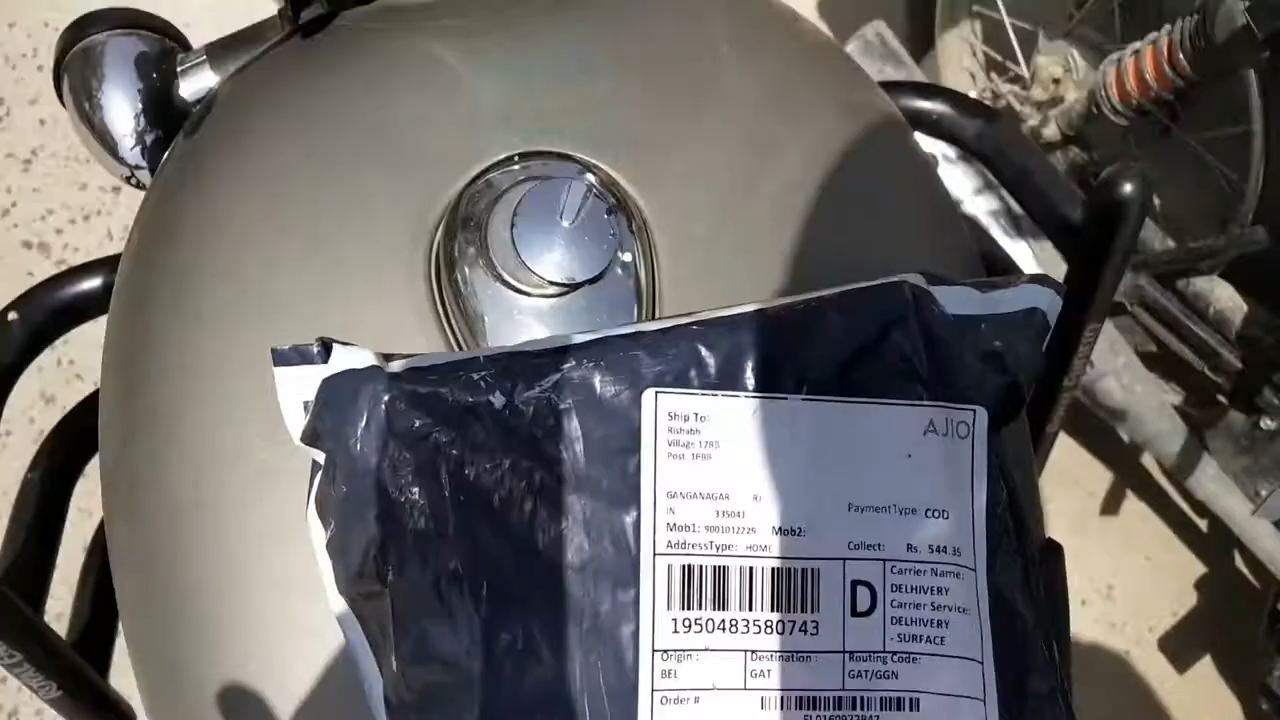 Ship To:
AJIO
Rishabh
Village 17BB
Post 1FBB
GANGANAGAR RJ
IN 335041
PaymentType: COD
Mob1: 9001012229 Mob2:
AddressType: HOME
Collect: Rs. 544.35
1950483580743
D
Carrier Name:
DELHIVERY
Carrier Service:
DELHIVERY
- SURFACE
Origin :
BEL
Destination :
GAT
Routing Code:
GAT/GGN
Order #